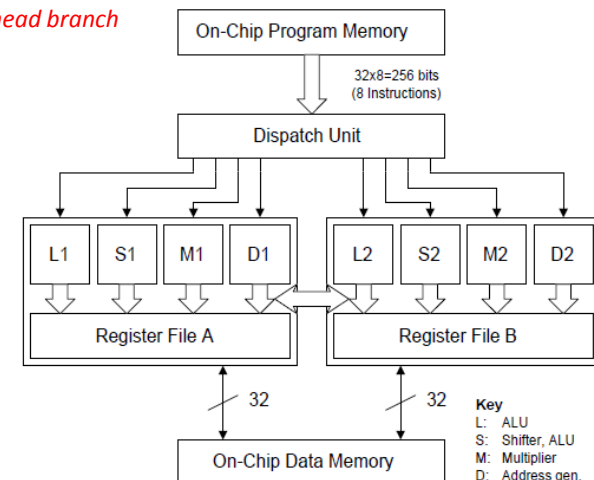 head branch
On-Chip Program Memory
32x8=256 bits
(8 Instructions)
Dispatch Unit
L1 S1 M1 D1 L2 S2 M2 D2
Register File A Register File B
32 32
On-Chip Data Memory
Key
L: ALU
S: Shifter, ALU
M: Multiplier
D: Address gen.